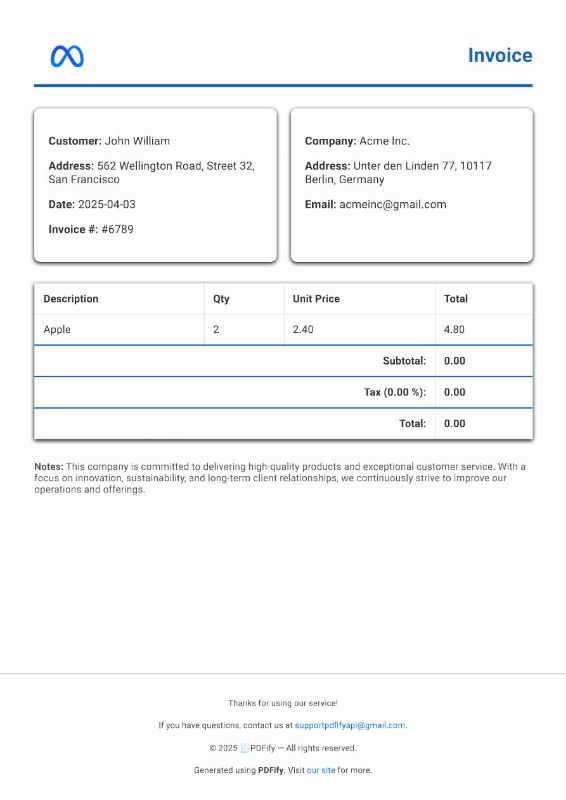 Invoice
Customer: John William
Address: 562 Wellington Road, Street 32,
San Francisco
Date: 2025-04-03
Invoice #: #6789
Company: Acme Inc.
Address: Unter den Linden 77, 10117
Berlin, Germany
Email: acmeinc@gmail.com
Description Qty Unit Price Total
Apple 2 2.40 4.80
Subtotal: 0.00
Tax (0.00 %): 0.00
Total: 0.00
Notes: This company is committed to delivering high-quality products and exceptional customer service. With a
focus on innovation, sustainability, and long-term client relationships, we continuously strive to improve our
operations and offerings.
Thanks for using our service!
If you have questions, contact us at supportpdfifyapi@gmail.com.
© 2025 🧾PDFify — All rights reserved.
Generated using PDFify. Visit our site for more.